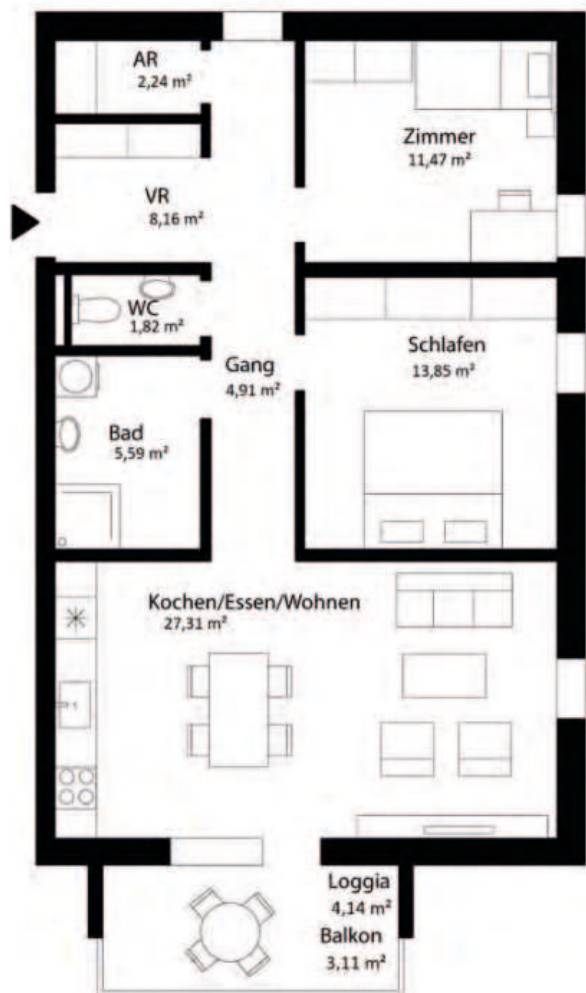 AR
2,24 m²
Zimmer
11,47 m²
VR
8,16 m²
WC
1,82 m²
Gang
4,91 m²
Schlafen
13,85 m²
Bad
5,59 m²
Kochen/Essen/Wohnen
27,31 m²
Loggia
4,14 m²
Balkon
3,11 m²